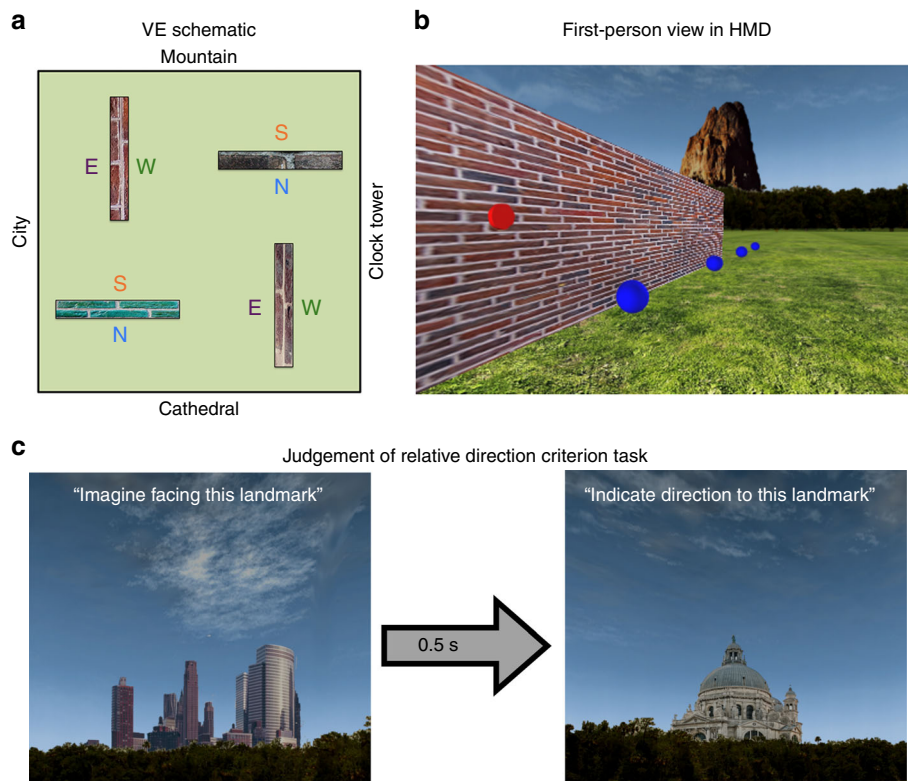 a
VE schematic
Mountain
S
E W
N
City
Clock tower
S
E W
N
Cathedral
b
First-person view in HMD
c
Judgement of relative direction criterion task
“Imagine facing this landmark”
0.5 s
“Indicate direction to this landmark”